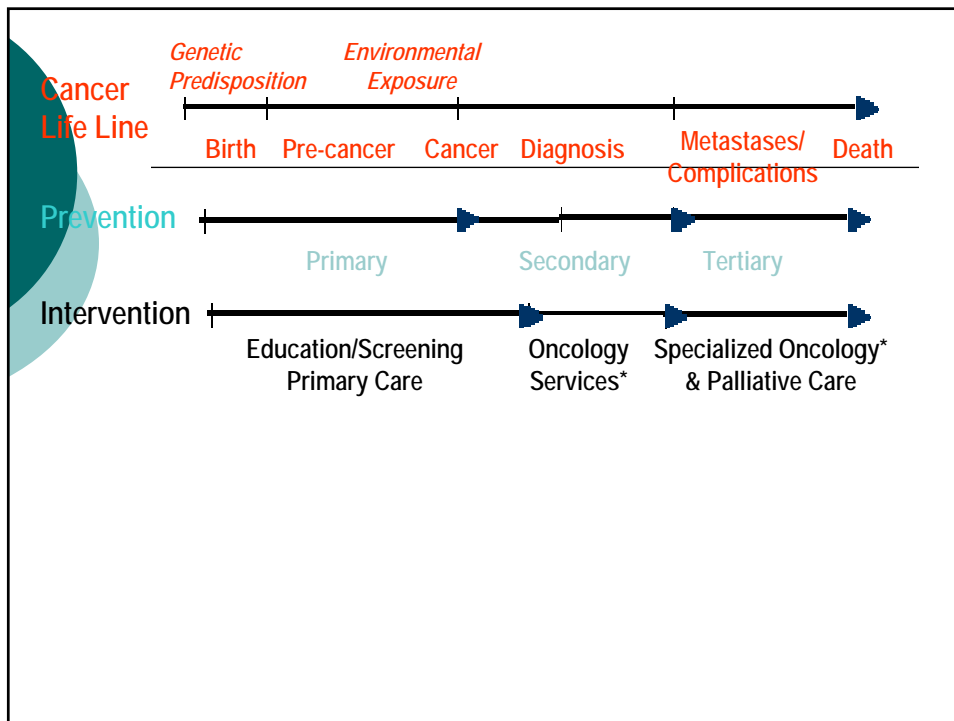 Genetic
Predisposition
Environmental
Exposure
Cancer
Life Line
Birth Pre-cancer Cancer Diagnosis Metastases/
Complications Death
Prevention
Primary Secondary Tertiary
Intervention
Education/Screening
Primary Care
Oncology
Services*
Specialized Oncology*
& Palliative Care